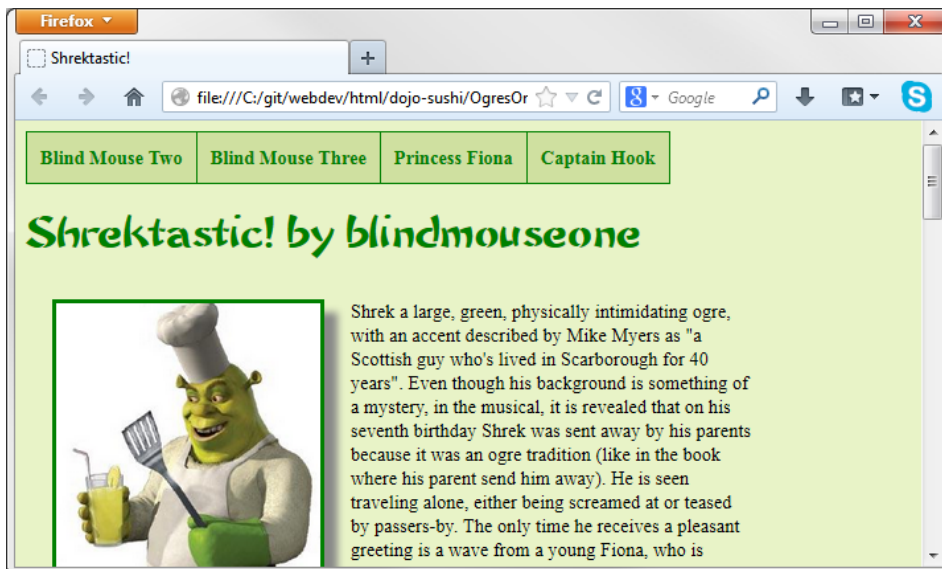 Firefox
Shrektastic!
file:///C:/git/webdev/html/dojo-sushi/OgresOr
8
Google
S
Blind Mouse Two
Blind Mouse Three
Princess Fiona
Captain Hook
Shrektastic! by blindmouseone
Shrek a large, green, physically intimidating ogre,
with an accent described by Mike Myers as "a
Scottish guy who's lived in Scarborough for 40
years". Even though his background is something of
a mystery, in the musical, it is revealed that on his
seventh birthday Shrek was sent away by his parents
because it was an ogre tradition (like in the book
where his parent send him away). He is seen
traveling alone, either being screamed at or teased
by passers-by. The only time he receives a pleasant
greeting is a wave from a young Fiona, who is